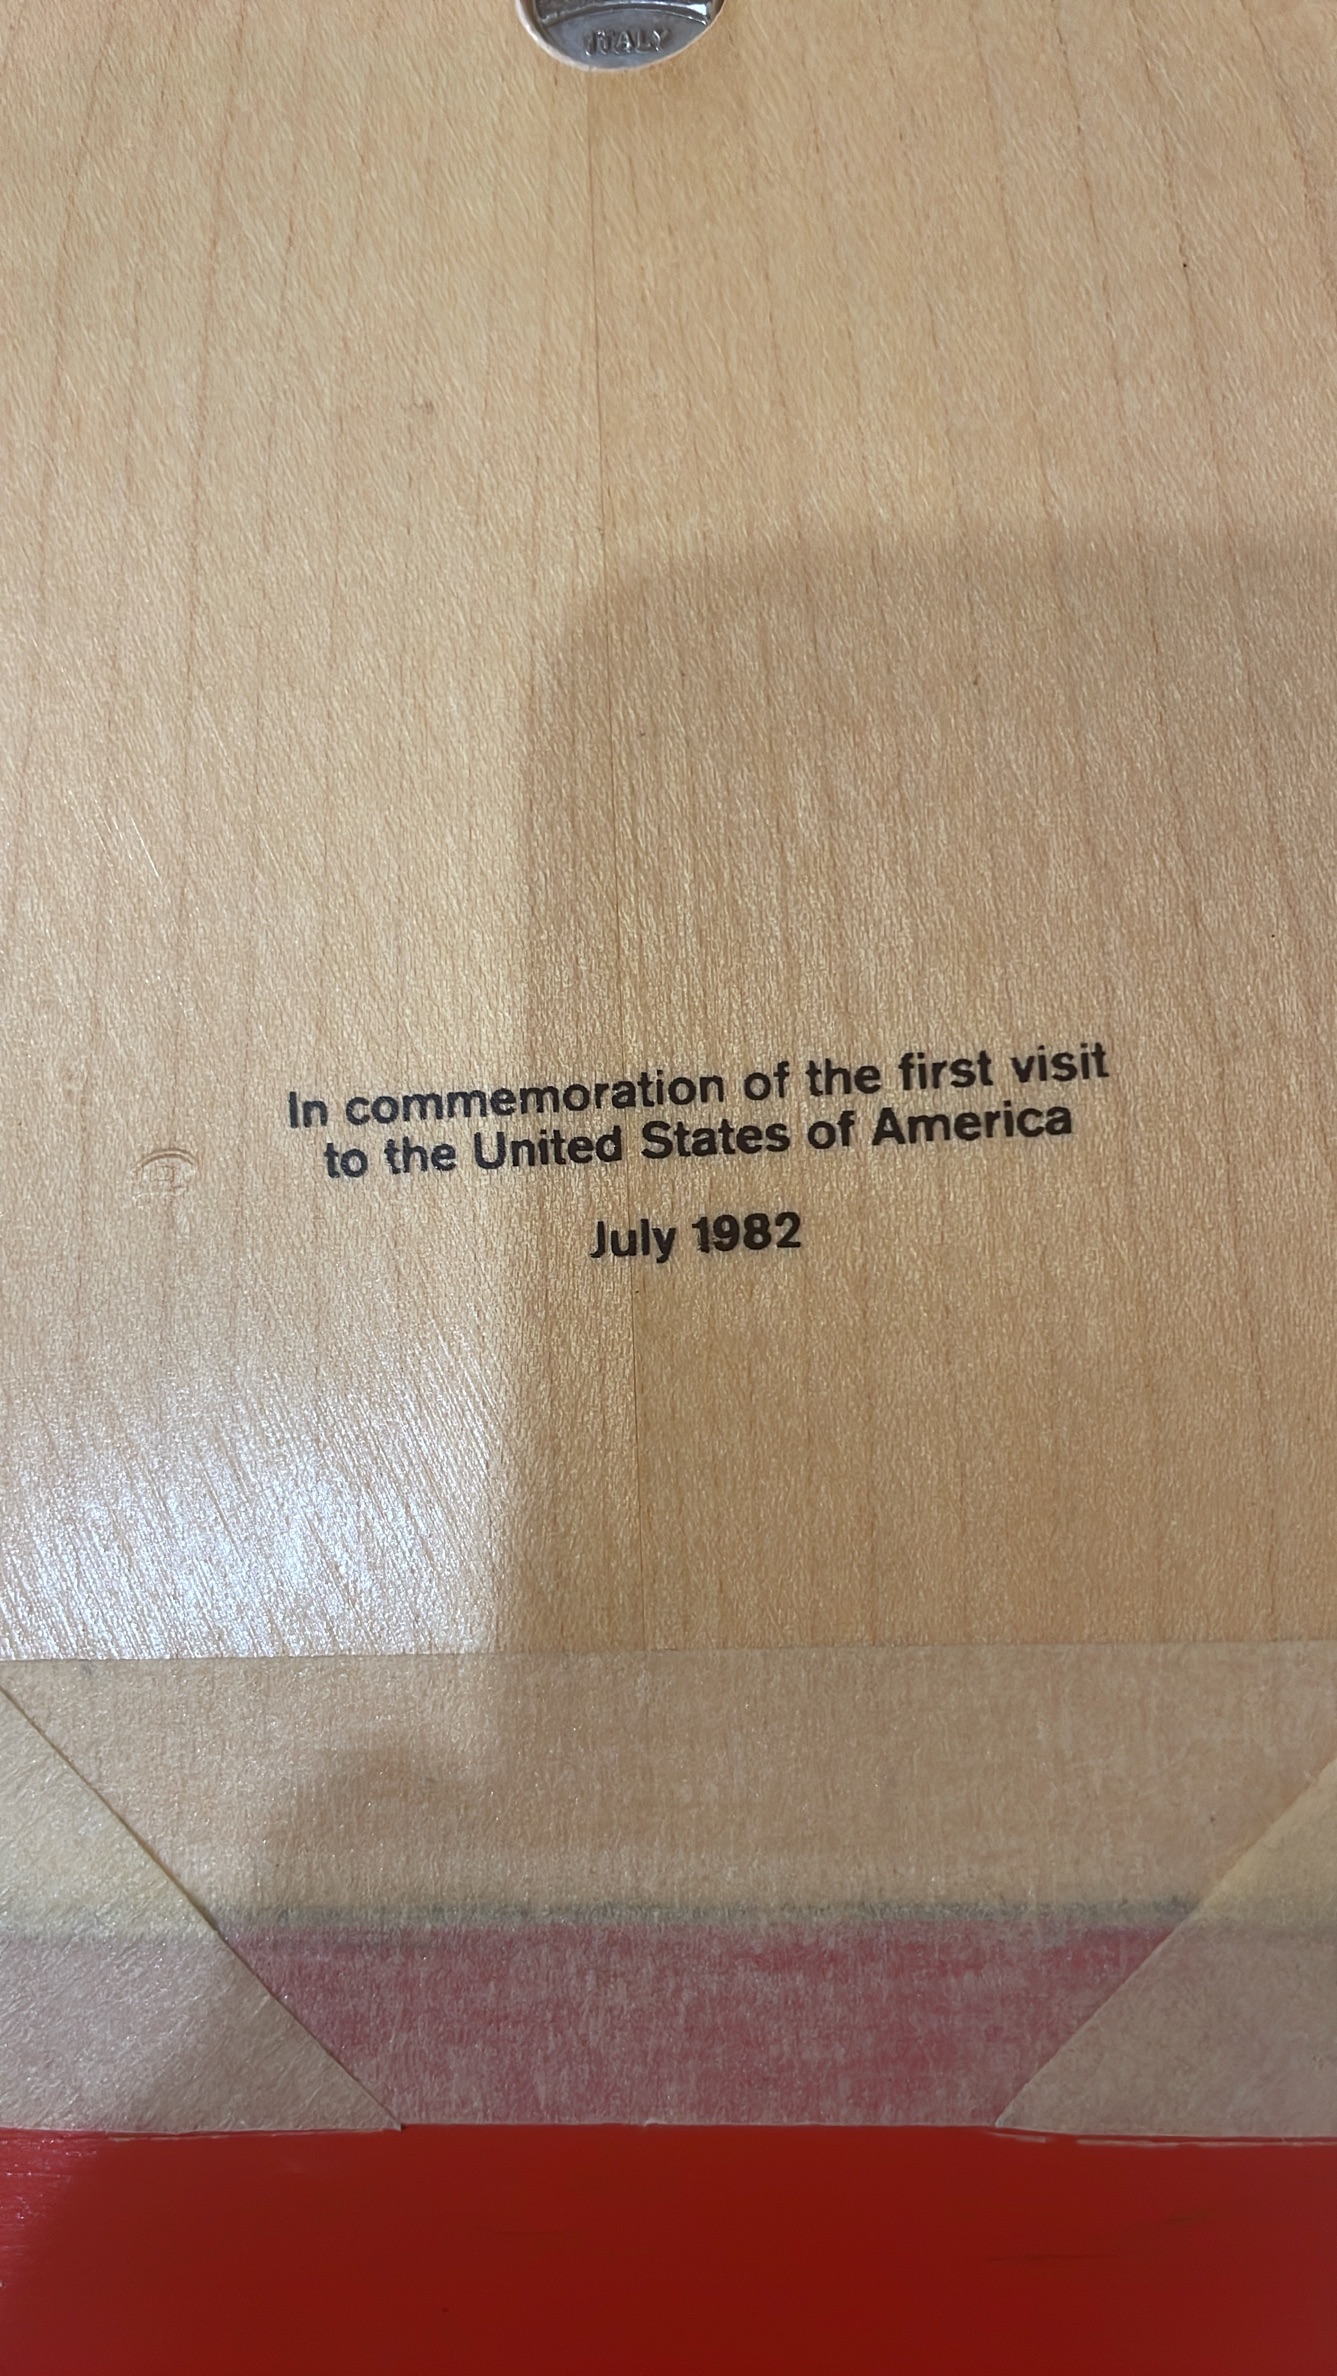 ITALY
In commemoration of the first visit
to the United States of America
July 1982